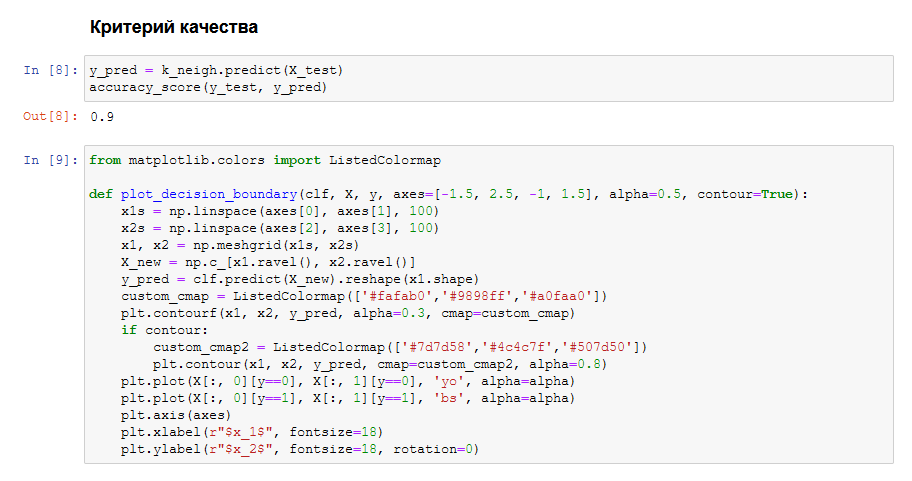 Критерий качества
In [8]: y_pred = k_neigh.predict(X_test)
accuracy_score(y_test, y_pred)
Out[8]: 0.9
In [9]: from matplotlib.colors import ListedColormap
def plot_decision_boundary(clf, X, y, axes=[-1.5, 2.5, -1, 1.5], alpha=0.5, contour=True):
    x1s = np.linspace(axes[0], axes[1], 100)
    x2s = np.linspace(axes[2], axes[3], 100)
    x1, x2 = np.meshgrid(x1s, x2s)
    X_new = np.c_[x1.ravel(), x2.ravel()]
    y_pred = clf.predict(X_new).reshape(x1.shape)
    custom_cmap = ListedColormap(['#fafab0','#9898ff','#a0faa0'])
    plt.contourf(x1, x2, y_pred, alpha=0.3, cmap=custom_cmap)
    if contour:
        custom_cmap2 = ListedColormap(['#7d7d58','#4c4c7f','#507d50'])
        plt.contour(x1, x2, y_pred, cmap=custom_cmap2, alpha=0.8)
    plt.plot(X[:, 0][y==0], X[:, 1][y==0], 'yo', alpha=alpha)
    plt.plot(X[:, 0][y==1], X[:, 1][y==1], 'bs', alpha=alpha)
    plt.axis(axes)
    plt.xlabel(r"$x_1$", fontsize=18)
    plt.ylabel(r"$x_2$", fontsize=18, rotation=0)